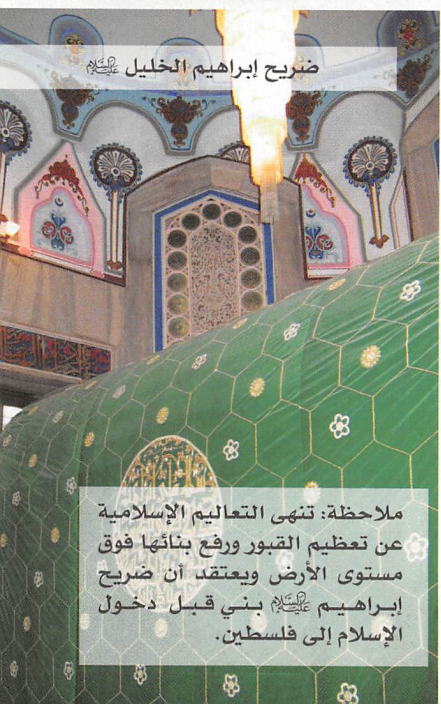 ضريح إبراهيم الخليل عليه السلام
ملاحظة: تنهى التعاليم الإسلامية
عن تعظيم القبور ورفع بنائها فوق
مستوى الأرض ويعتقد أن ضريح
إبراهيم عليه السلام بني قبل دخول
الإسلام إلى فلسطين.